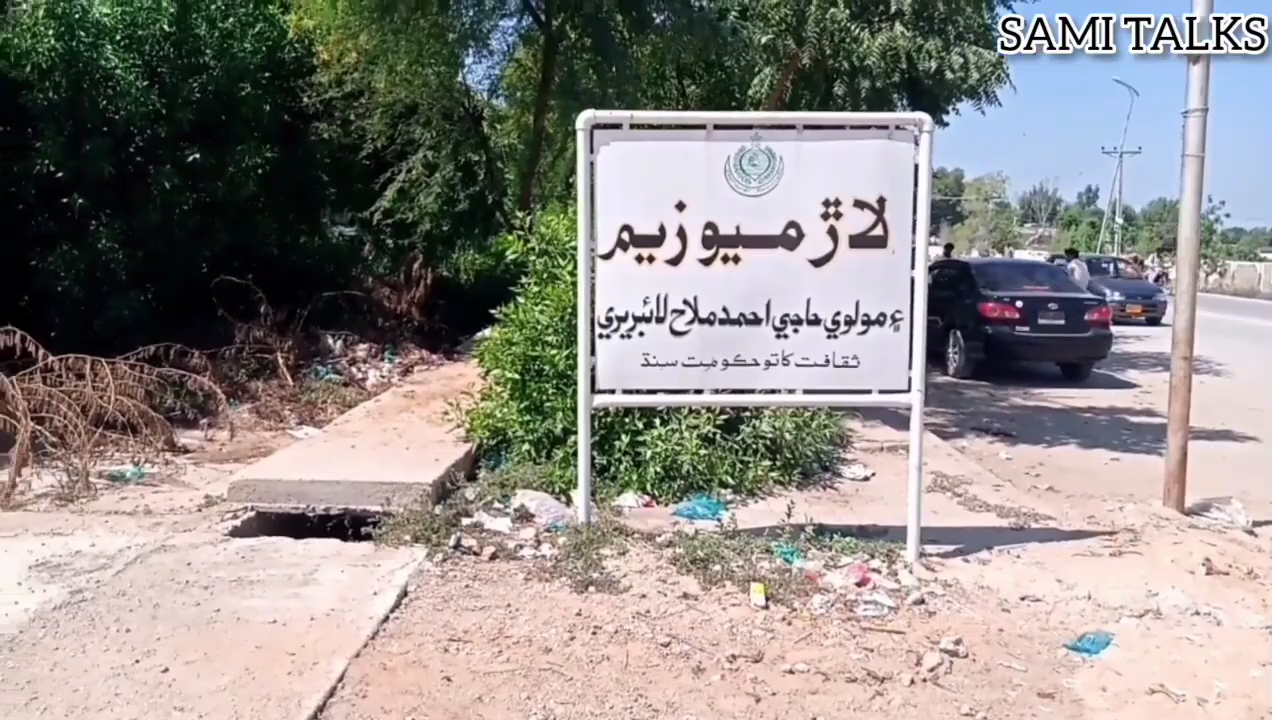 SAMI TALKS
لاڙ ميوزيم
۽ مولوي حاجي احمد ملاح لائبريري
ثقافت کاتو حڪومت سنڌ